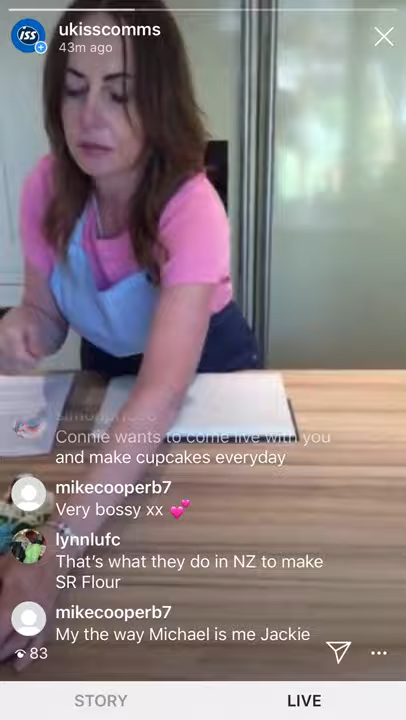 iss
ukisscomms
43m ago
Connie wants to come live with you
and make cupcakes everyday
mikecooperb7
Very bossy xx 💕
lynnlufc
That's what they do in NZ to make
SR Flour
mikecooperb7
My the way Michael is me Jackie
83
STORY
LIVE